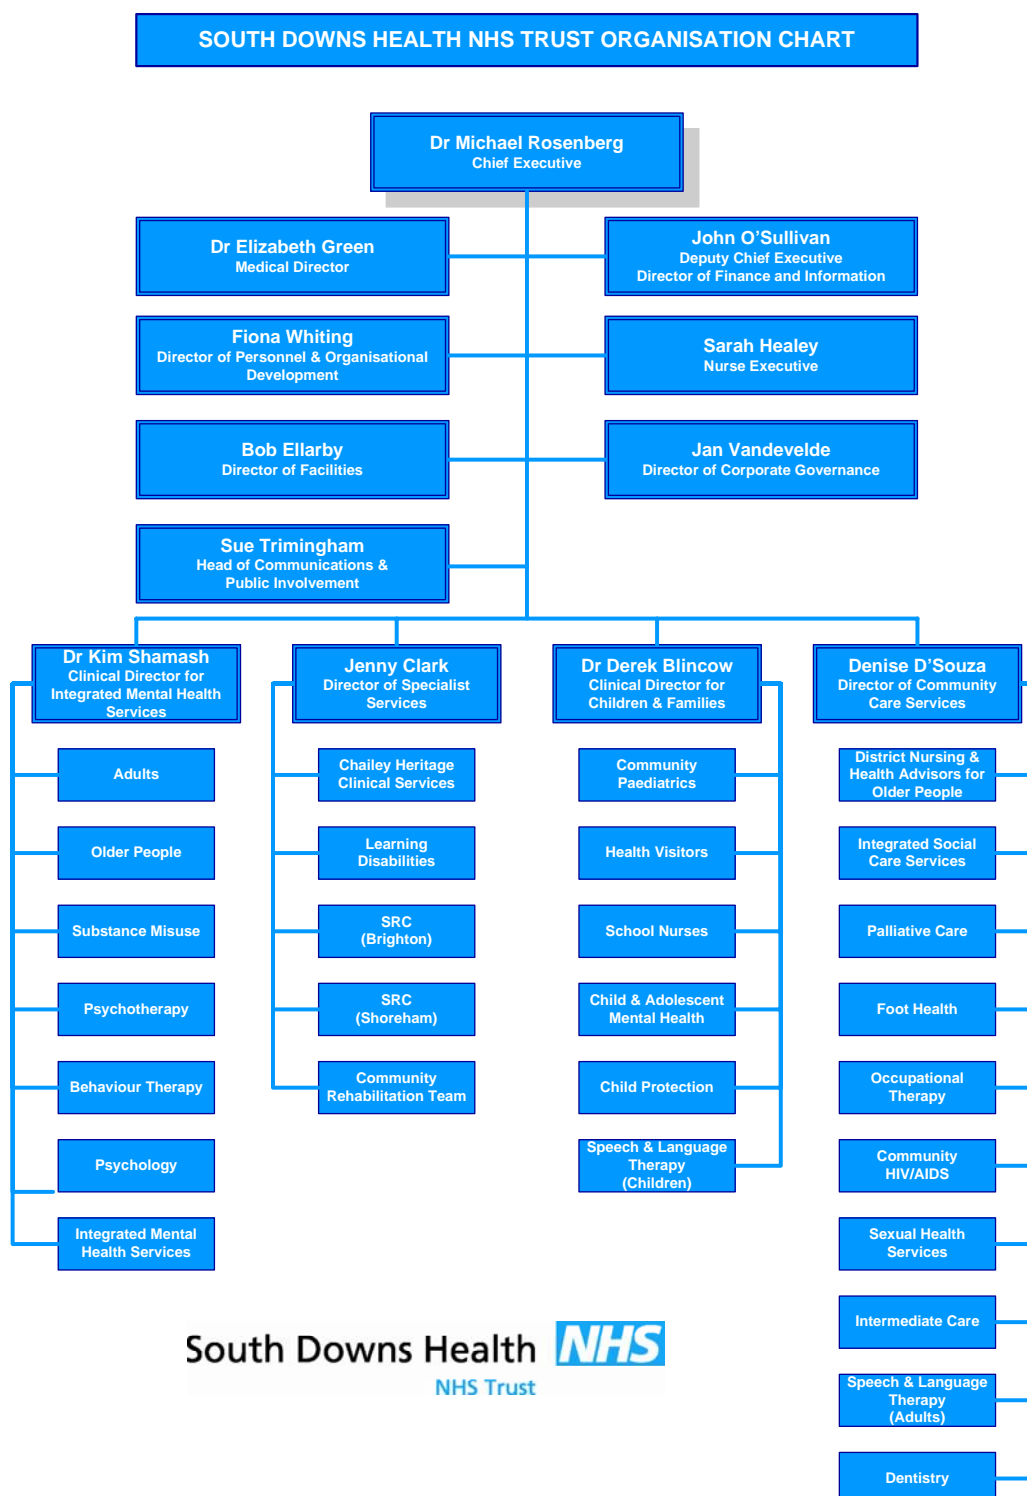 SOUTH DOWNS HEALTH NHS TRUST ORGANISATION CHART
Dr Michael Rosenberg
Chief Executive
Dr Elizabeth Green
Medical Director
John O’Sullivan
Deputy Chief Executive
Director of Finance and Information
Fiona Whiting
Director of Personnel & Organisational
Development
Sarah Healey
Nurse Executive
Bob Ellarby
Director of Facilities
Jan Vandevelde
Director of Corporate Governance
Sue Trimingham
Head of Communications &
Public Involvement
Dr Kim Shamash
Clinical Director for
Integrated Mental Health
Services
Adults
Older People
Substance Misuse
Psychotherapy
Behaviour Therapy
Psychology
Integrated Mental
Health Services
Jenny Clark
Director of Specialist
Services
Chailey Heritage
Clinical Services
Learning
Disabilities
SRC
(Brighton)
SRC
(Shoreham)
Community
Rehabilitation Team
Dr Derek Blincow
Clinical Director for
Children & Families
Community
Paediatrics
Health Visitors
School Nurses
Child & Adolescent
Mental Health
Child Protection
Speech & Language
Therapy
(Children)
Denise D’Souza
Director of Community
Care Services
District Nursing &
Health Advisors for
Older People
Integrated Social
Care Services
Palliative Care
Foot Health
Occupational
Therapy
Community
HIV/AIDS
Sexual Health
Services
Intermediate Care
Speech & Language
Therapy
(Adults)
Dentistry
South Downs Health NHS
NHS Trust